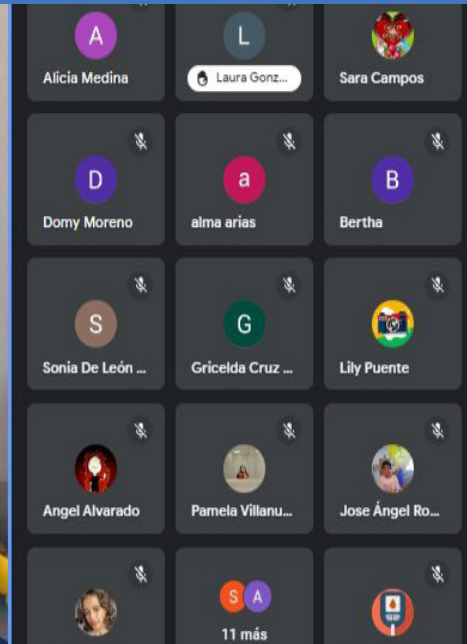 A
L
Alicia Medina
Laura Gonz...
Sara Campos
D
a
B
Domy Moreno
alma arias
Bertha
S
G
Sonia De León ...
Gricelda Cruz ...
Lily Puente
Angel Alvarado
Pamela Villanu...
Jose Ángel Ro...
S A
11 más